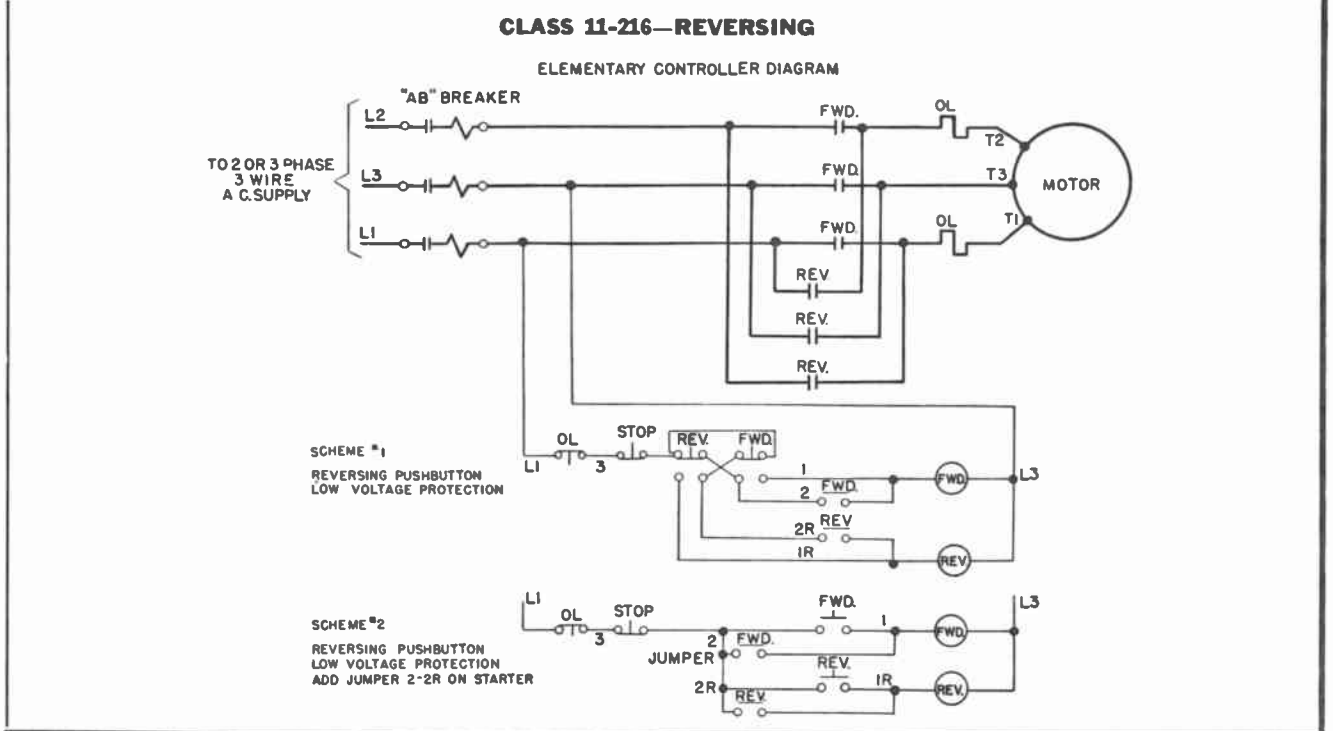 CLASS 11-216—REVERSING
ELEMENTARY CONTROLLER DIAGRAM
"AB" BREAKER
L2
FWD.
OL
T2
TO 2 OR 3 PHASE
3 WIRE
A C. SUPPLY
L3
FWD.
T3
MOTOR
L1
FWD.
OL
T1
REV
REV.
REV.
SCHEME #1
REVERSING PUSHBUTTON
LOW VOLTAGE PROTECTION
L1
OL
3
STOP
REV.
FWD.
1
FWD.
L3
2
FWD.
2R
REV
1R
REV
SCHEME #2
REVERSING PUSHBUTTON
LOW VOLTAGE PROTECTION
ADD JUMPER 2-2R ON STARTER
L1
OL
3
STOP
FWD.
1
FWD.
L3
2
FWD.
JUMPER
REV.
2R
1R
REV.
REV.